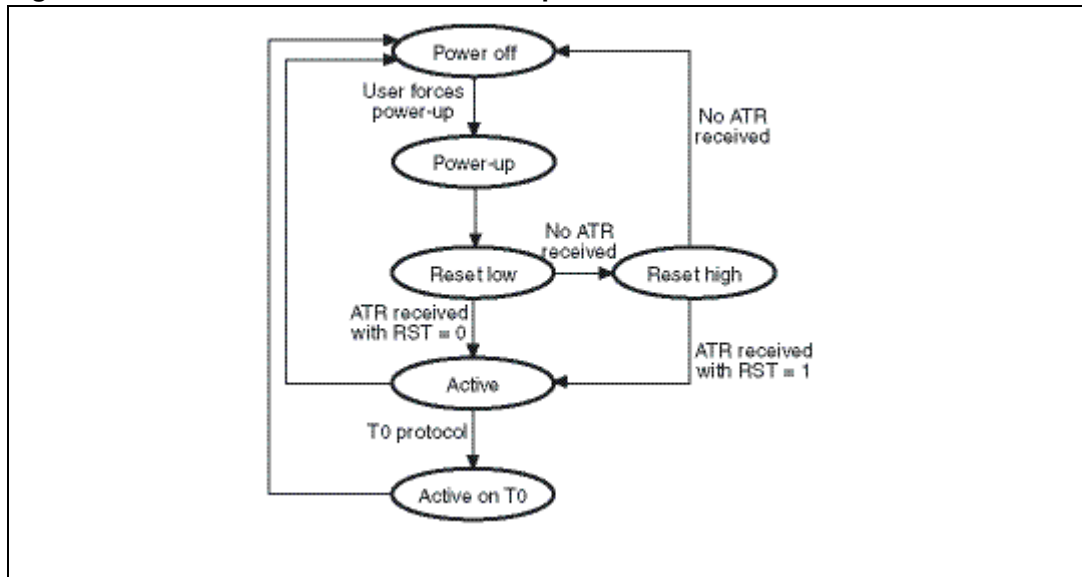 Power off
User forces
power-up
No ATR
received
Power-up
No ATR
received
Reset low
Reset high
ATR received
with RST = 0
ATR received
with RST = 1
Active
T0 protocol
Active on T0